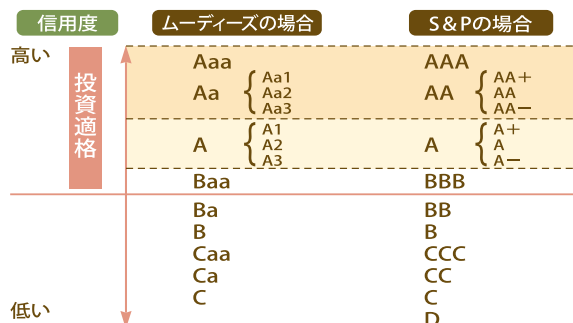 信用度 ムーディーズの場合 S&Pの場合
高い
投資適格
Aaa AAA
Aa Aa1 Aa2 Aa3 AA AA+ AA AA−
A A1 A2 A3 A A+ A A−
Baa BBB
Ba BB
B B
Caa CCC
Ca CC
C C
低い D